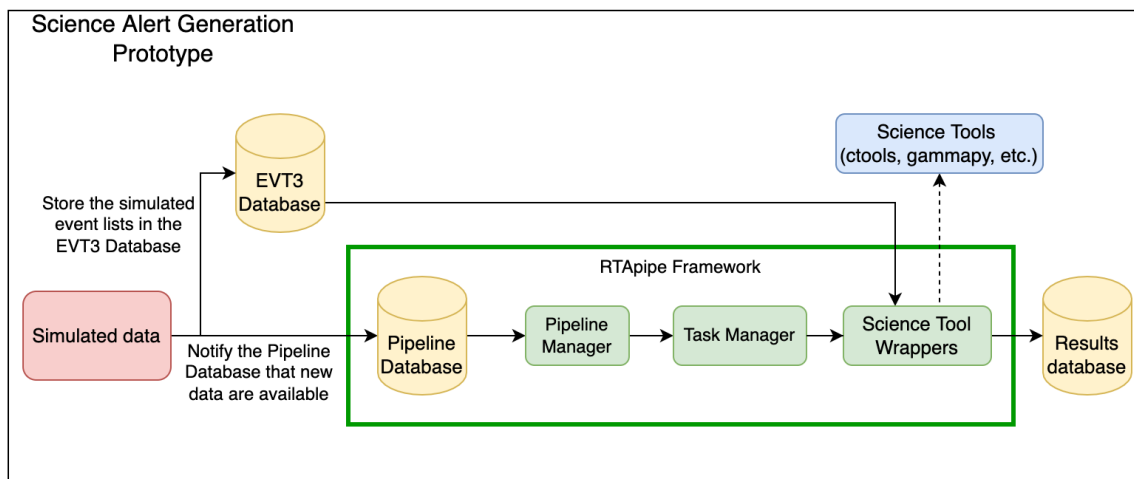 Science Alert Generation
Prototype
Science Tools
(ctools, gammapy, etc.)
EVT3
Database
Store the simulated
event lists in the
EVT3 Database
RTApipe Framework
Simulated data
Notify the Pipeline
Database that new
data are available
Pipeline
Database
Pipeline
Manager
Task Manager
Science Tool
Wrappers
Results
database